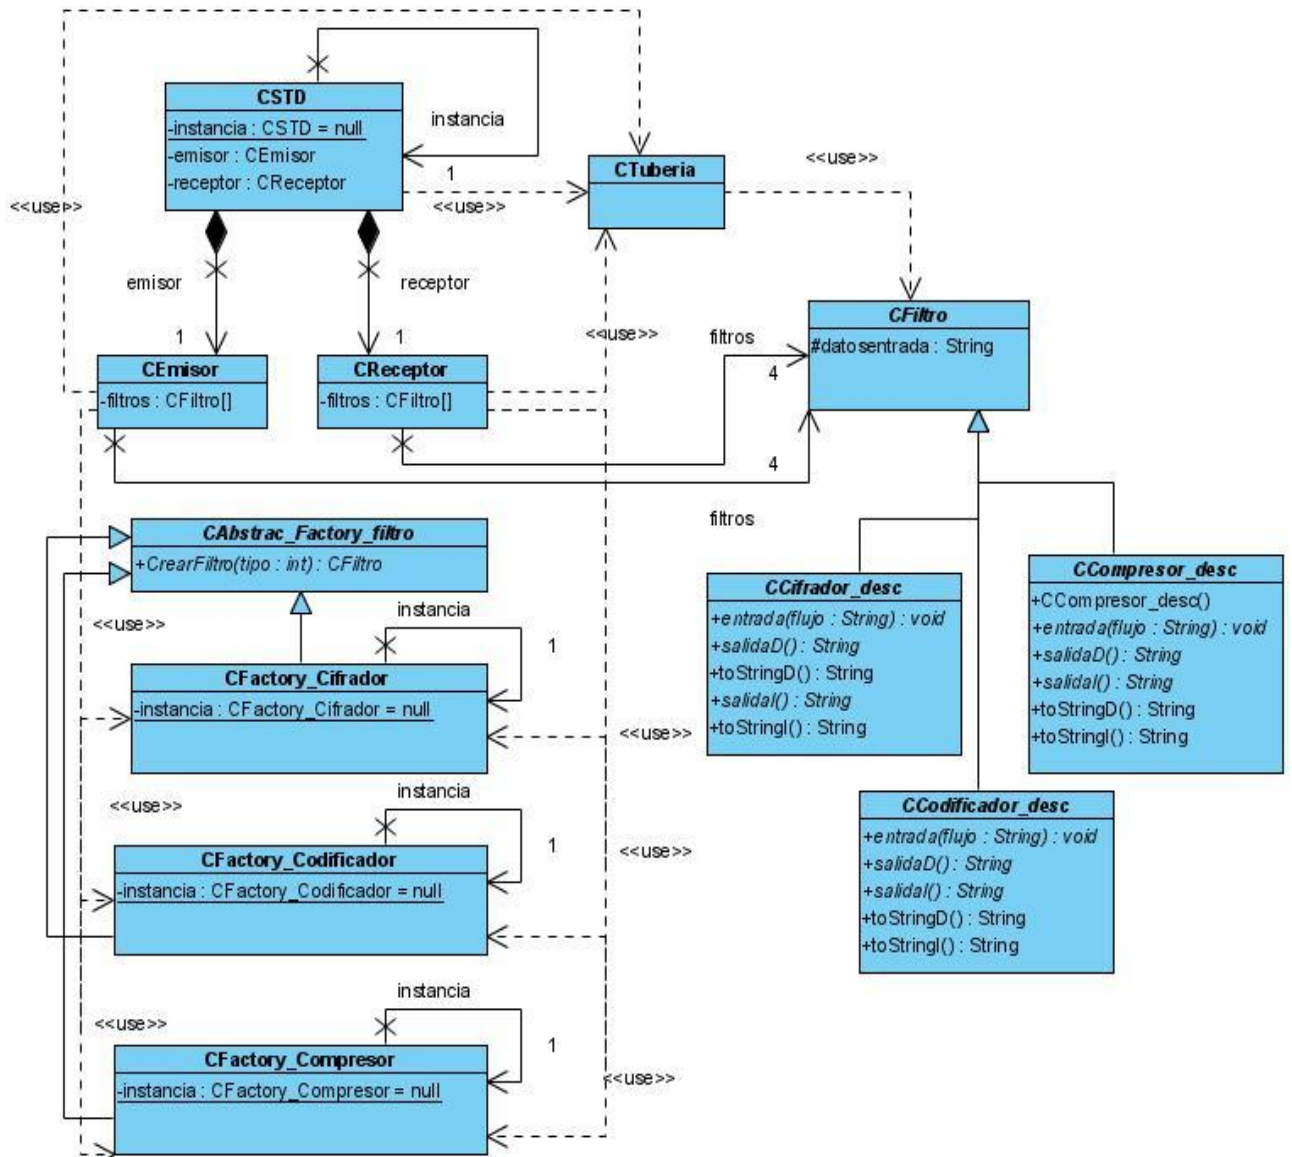 CSTD
-instancia : CSTD = null
-emisor : CEmisor
-receptor : CReceptor
instancia
1
<<use>>
<<use>>
CTuberia
<<use>>
emisor
1
receptor
1
<<use>>
CFiltro
#datosentrada : String
filtros
4
CEmisor
-filtros : CFiltro[]
CReceptor
-filtros : CFiltro[]
4
filtros
CAbstrac_Factory_filtro
+CrearFiltro(tipo : int) : CFiltro
<<use>>
instancia
1
CFactory_Cifrador
-instancia : CFactory_Cifrador = null
<<use>>
<<use>>
instancia
1
CFactory_Codificador
-instancia : CFactory_Codificador = null
<<use>>
<<use>>
instancia
1
CFactory_Compresor
-instancia : CFactory_Compresor = null
<<use>>
CCifrador_desc
+entrada(flujo : String) : void
+salidaD() : String
+toStringD() : String
+salidaI() : String
+toStringI() : String
CCompresor_desc
+CCompresor_desc()
+entrada(flujo : String) : void
+salidaD() : String
+salidaI() : String
+toStringD() : String
+toStringI() : String
CCodificador_desc
+entrada(flujo : String) : void
+salidaD() : String
+salidaI() : String
+toStringD() : String
+toStringI() : String